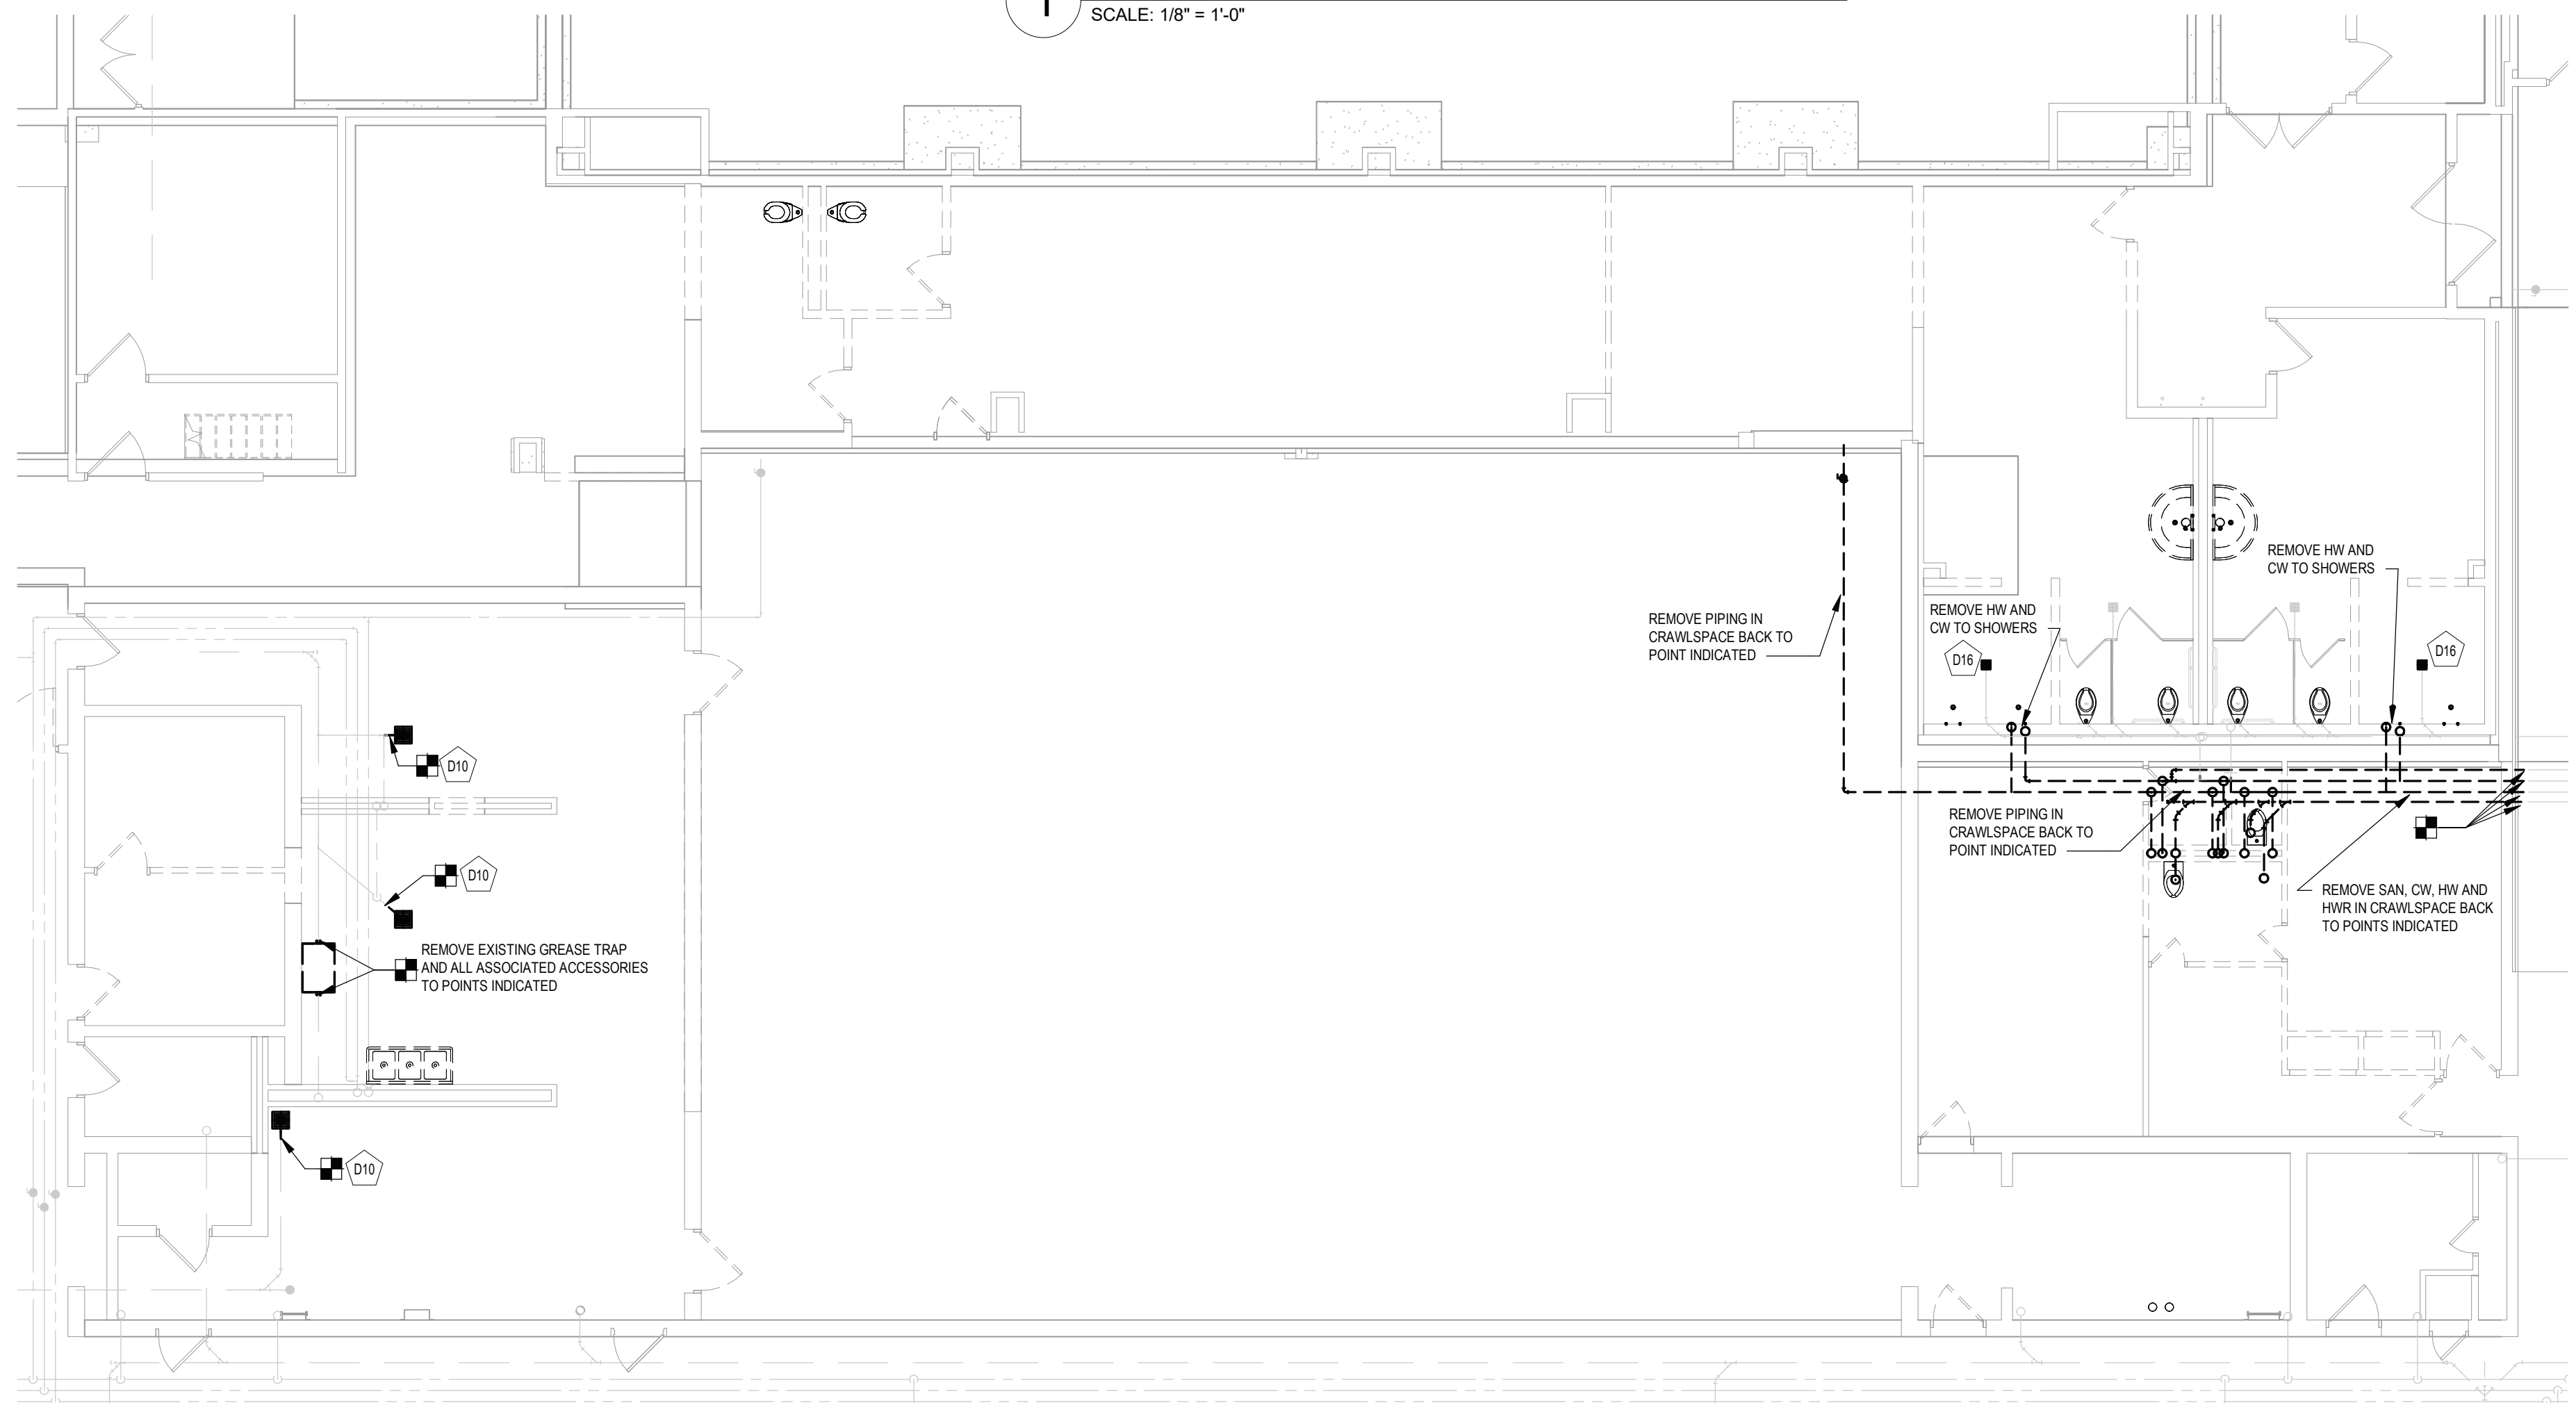 1
SCALE: 1/8" = 1'-0"
REMOVE HW AND
CW TO SHOWERS
REMOVE HW AND
CW TO SHOWERS
REMOVE PIPING IN
CRAWLSPACE BACK TO
POINT INDICATED
D16
D16
D10
REMOVE PIPING IN
CRAWLSPACE BACK TO
POINT INDICATED
D10
REMOVE SAN, CW, HW AND
HWR IN CRAWLSPACE BACK
TO POINTS INDICATED
REMOVE EXISTING GREASE TRAP
AND ALL ASSOCIATED ACCESSORIES
TO POINTS INDICATED
D10